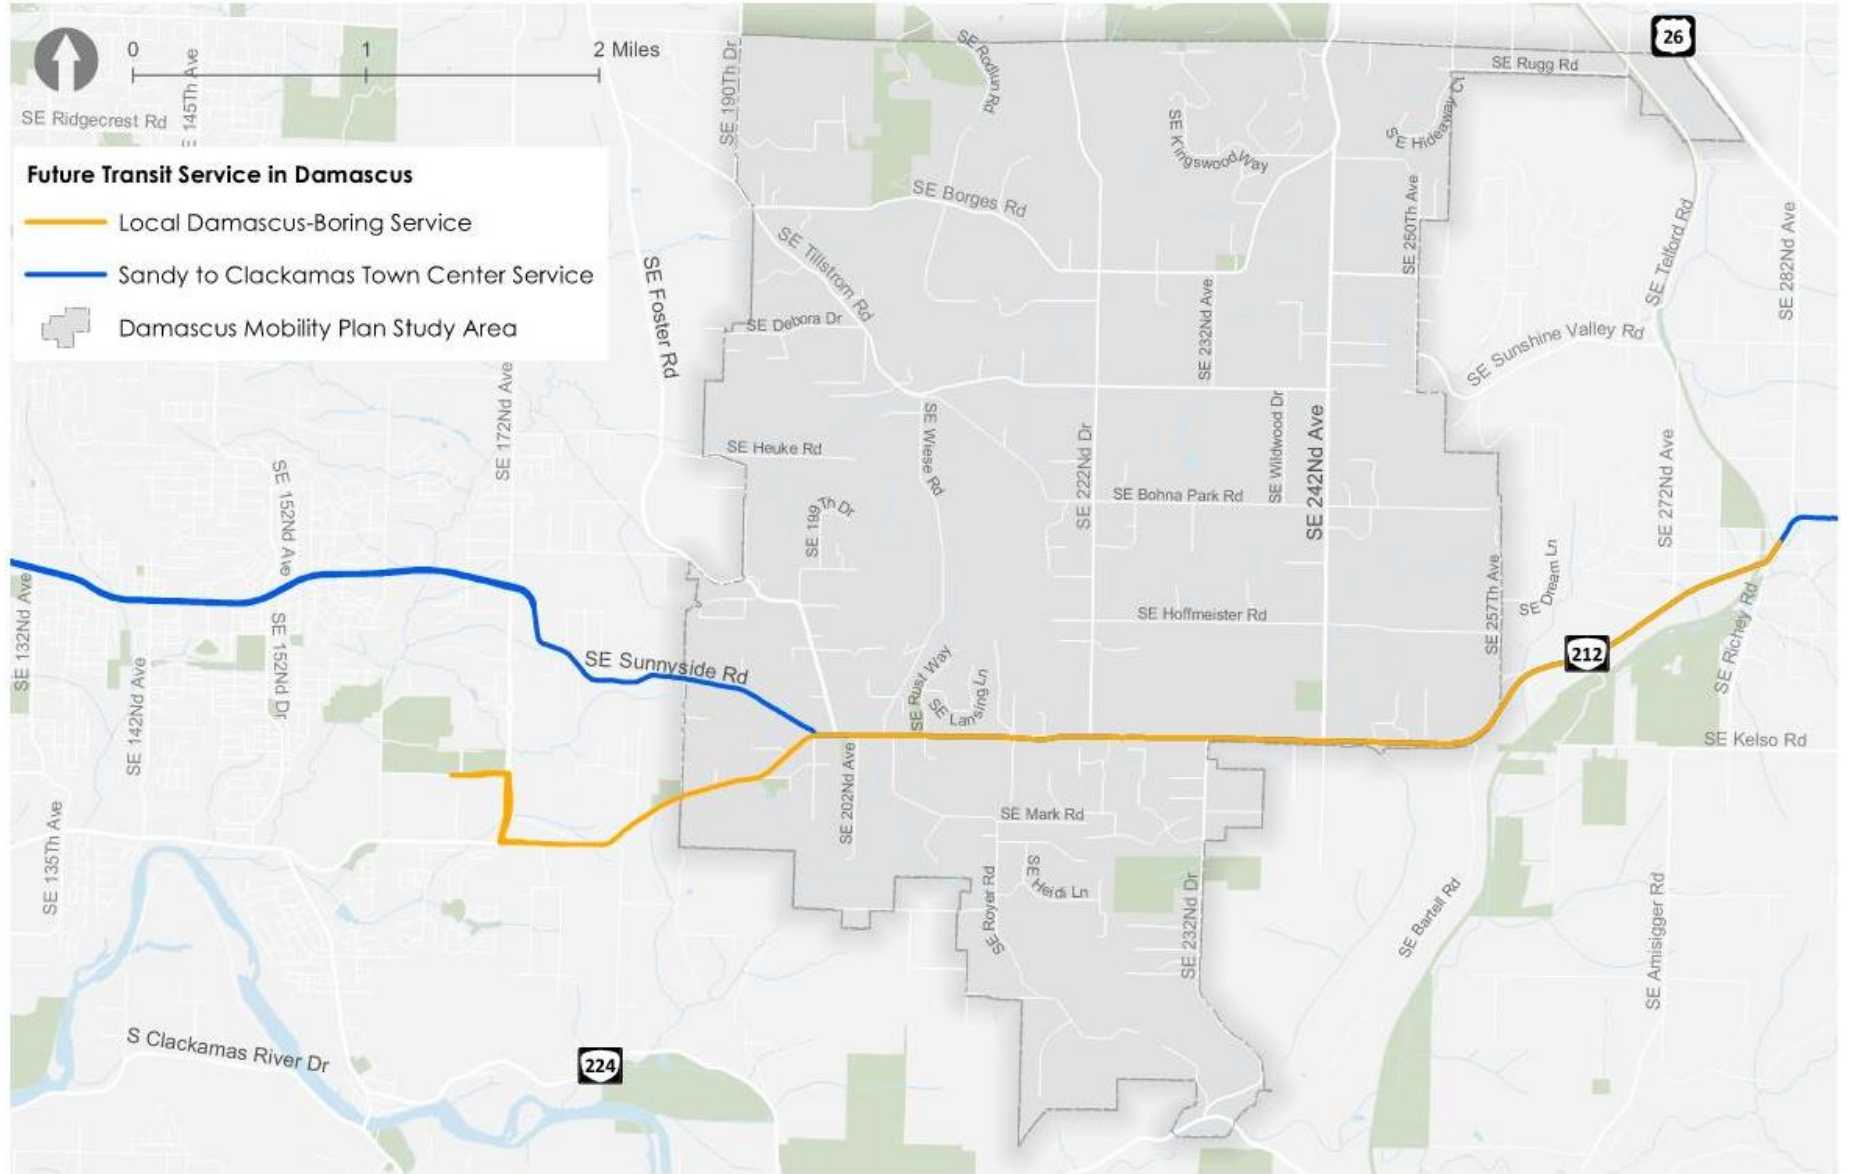 0 1 2 Miles
26
SE Rodlun Rd
SE Rugg Rd
SE 190Th Dr
SE 145Th Ave
SE Ridgecrest Rd
SE Kingswood Way
SE Hideaway Ct
Future Transit Service in Damascus
Local Damascus-Boring Service
Sandy to Clackamas Town Center Service
Damascus Mobility Plan Study Area
SE Borges Rd
SE 250Th Ave
SE Telford Rd
SE 282Nd Ave
SE Tillstrom Rd
SE Foster Rd
SE 232Nd Ave
SE Debora Dr
SE Sunshine Valley Rd
SE 172Nd Ave
SE Wiese Rd
SE Wildwood Dr
SE 242Nd Ave
SE 222Nd Dr
SE Heuke Rd
SE 272Nd Ave
SE 152Nd Ave
SE Bohna Park Rd
SE 199Th Dr
SE Dream Ln
SE 257Th Ave
SE 132Nd Ave
SE Hoffmeister Rd
SE Richey Rd
212
SE 152Nd Dr
SE Sunnyside Rd
SE Rust Way
SE Lansing Ln
SE 142Nd Ave
SE Kelso Rd
SE 202Nd Ave
SE Mark Rd
SE 135Th Ave
SE Heidi Ln
SE Royer Rd
SE 232Nd Dr
SE Bartell Rd
SE Amisigger Rd
S Clackamas River Dr
224